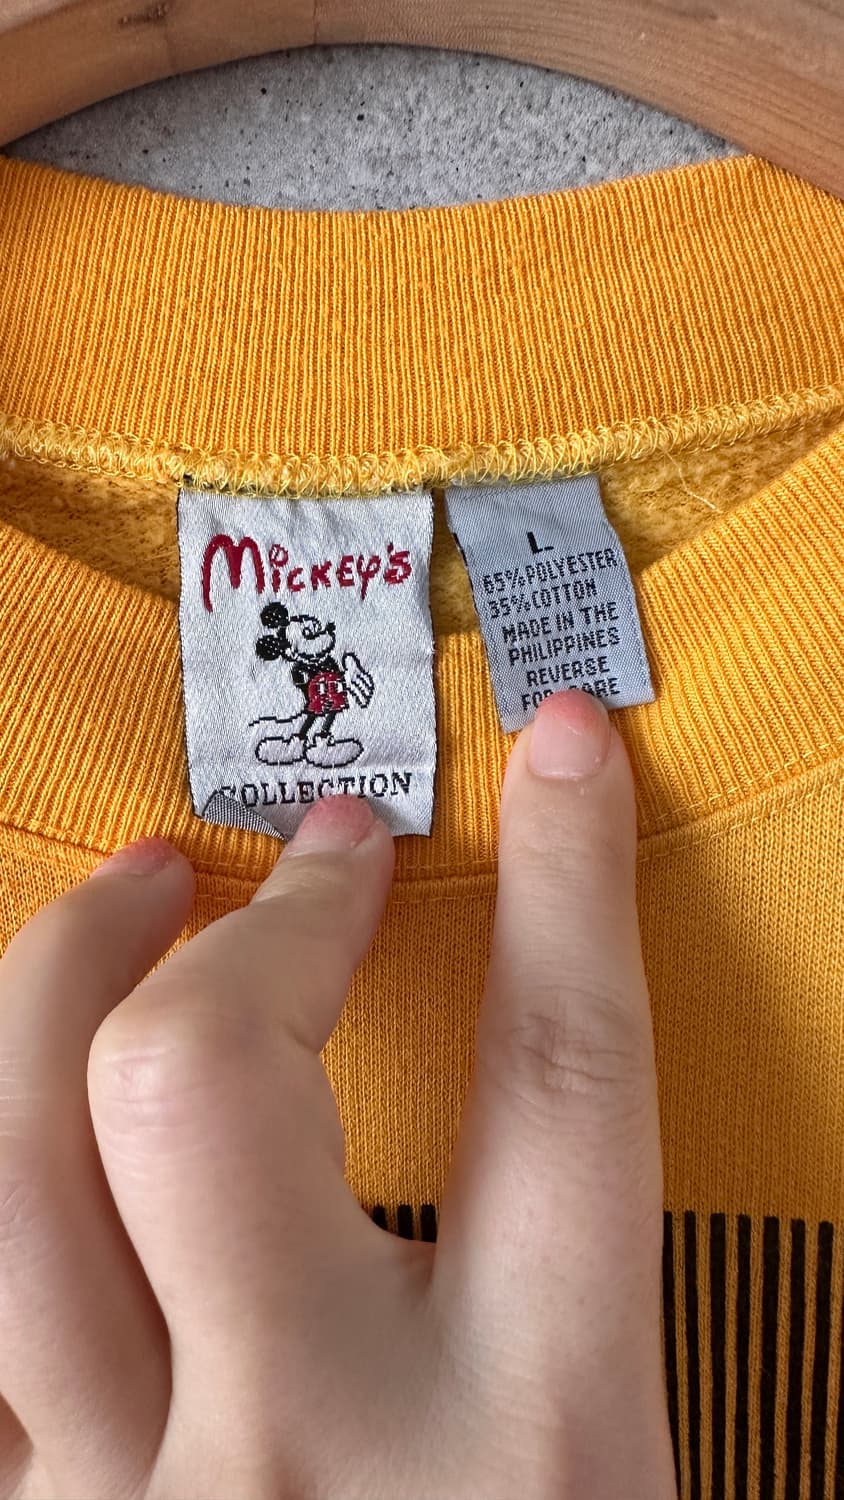 Mickey's
COLLECTION
L
65% POLYESTER
35% COTTON
MADE IN THE
PHILIPPINES
REVERSE